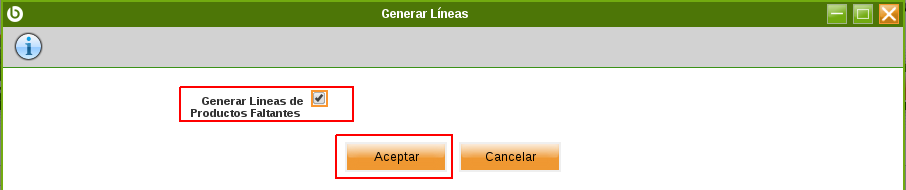 Generar Líneas
Generar Lineas de
Productos Faltantes
Aceptar
Cancelar